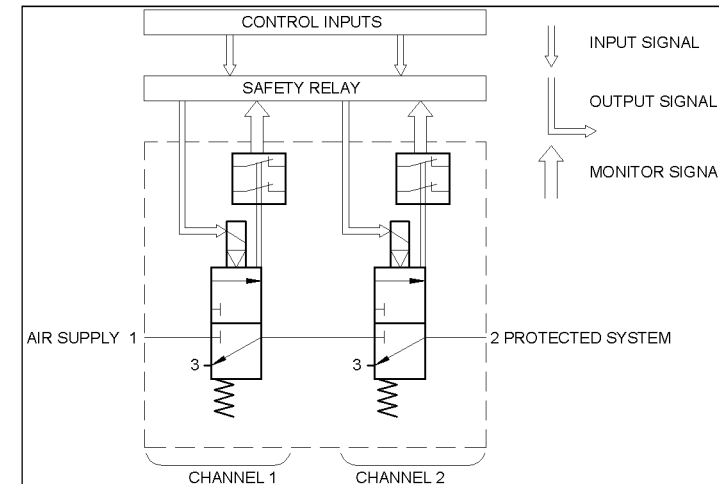 CONTROL INPUTS
INPUT SIGNAL
SAFETY RELAY
OUTPUT SIGNAL
MONITOR SIGNA
AIR SUPPLY 1
2 PROTECTED SYSTEM
3
3
CHANNEL 1
CHANNEL 2